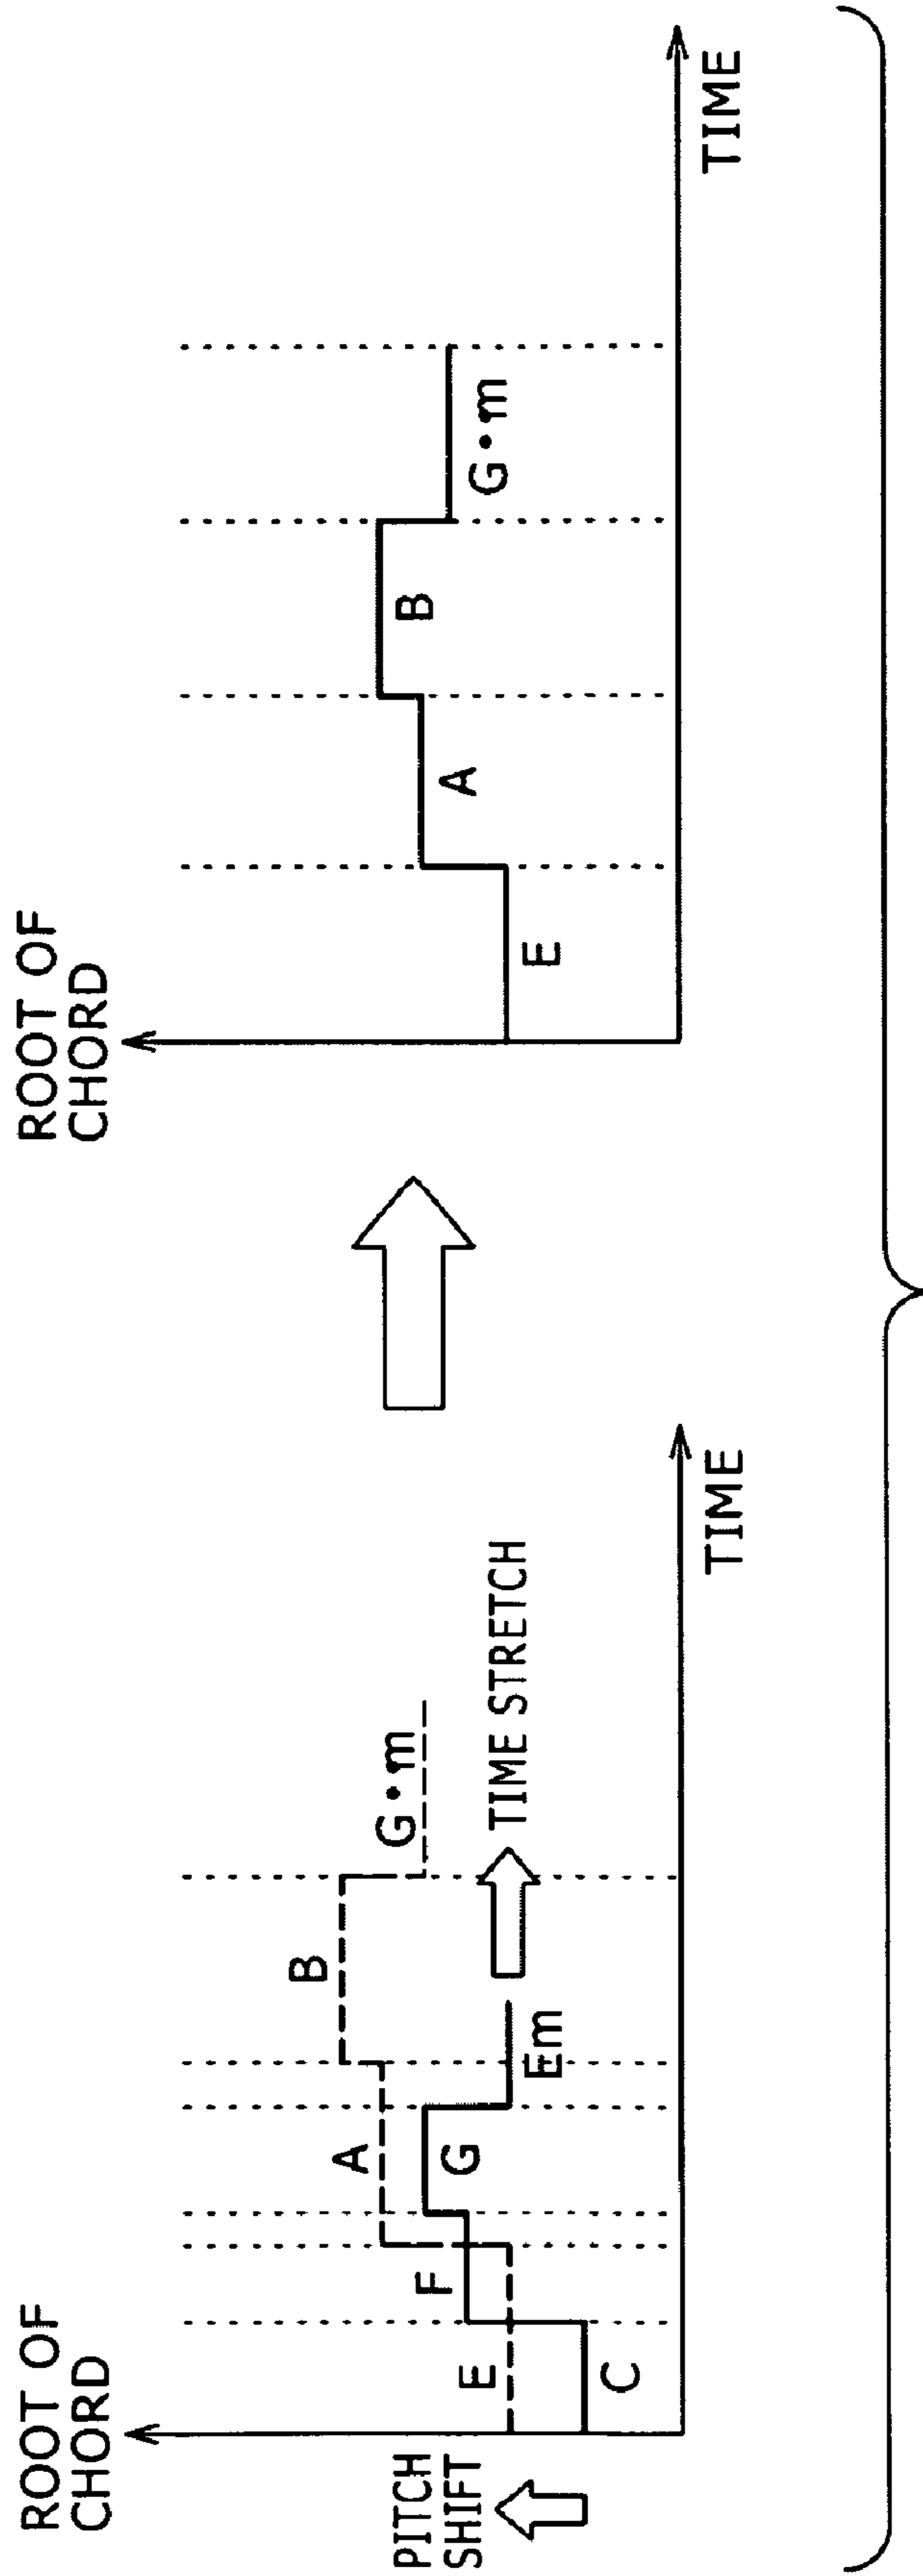 ROOT OF
CHORD
PITCH
SHIFT
E
C
F
A
G
B
Em
G•m
TIME STRETCH
TIME
ROOT OF
CHORD
E
A
B
G•m
TIME